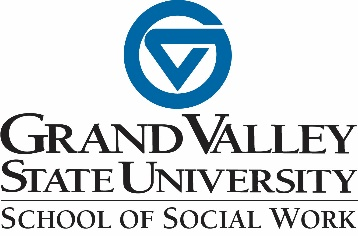 GRAND VALLEY
STATE UNIVERSITY
SCHOOL OF SOCIAL WORK